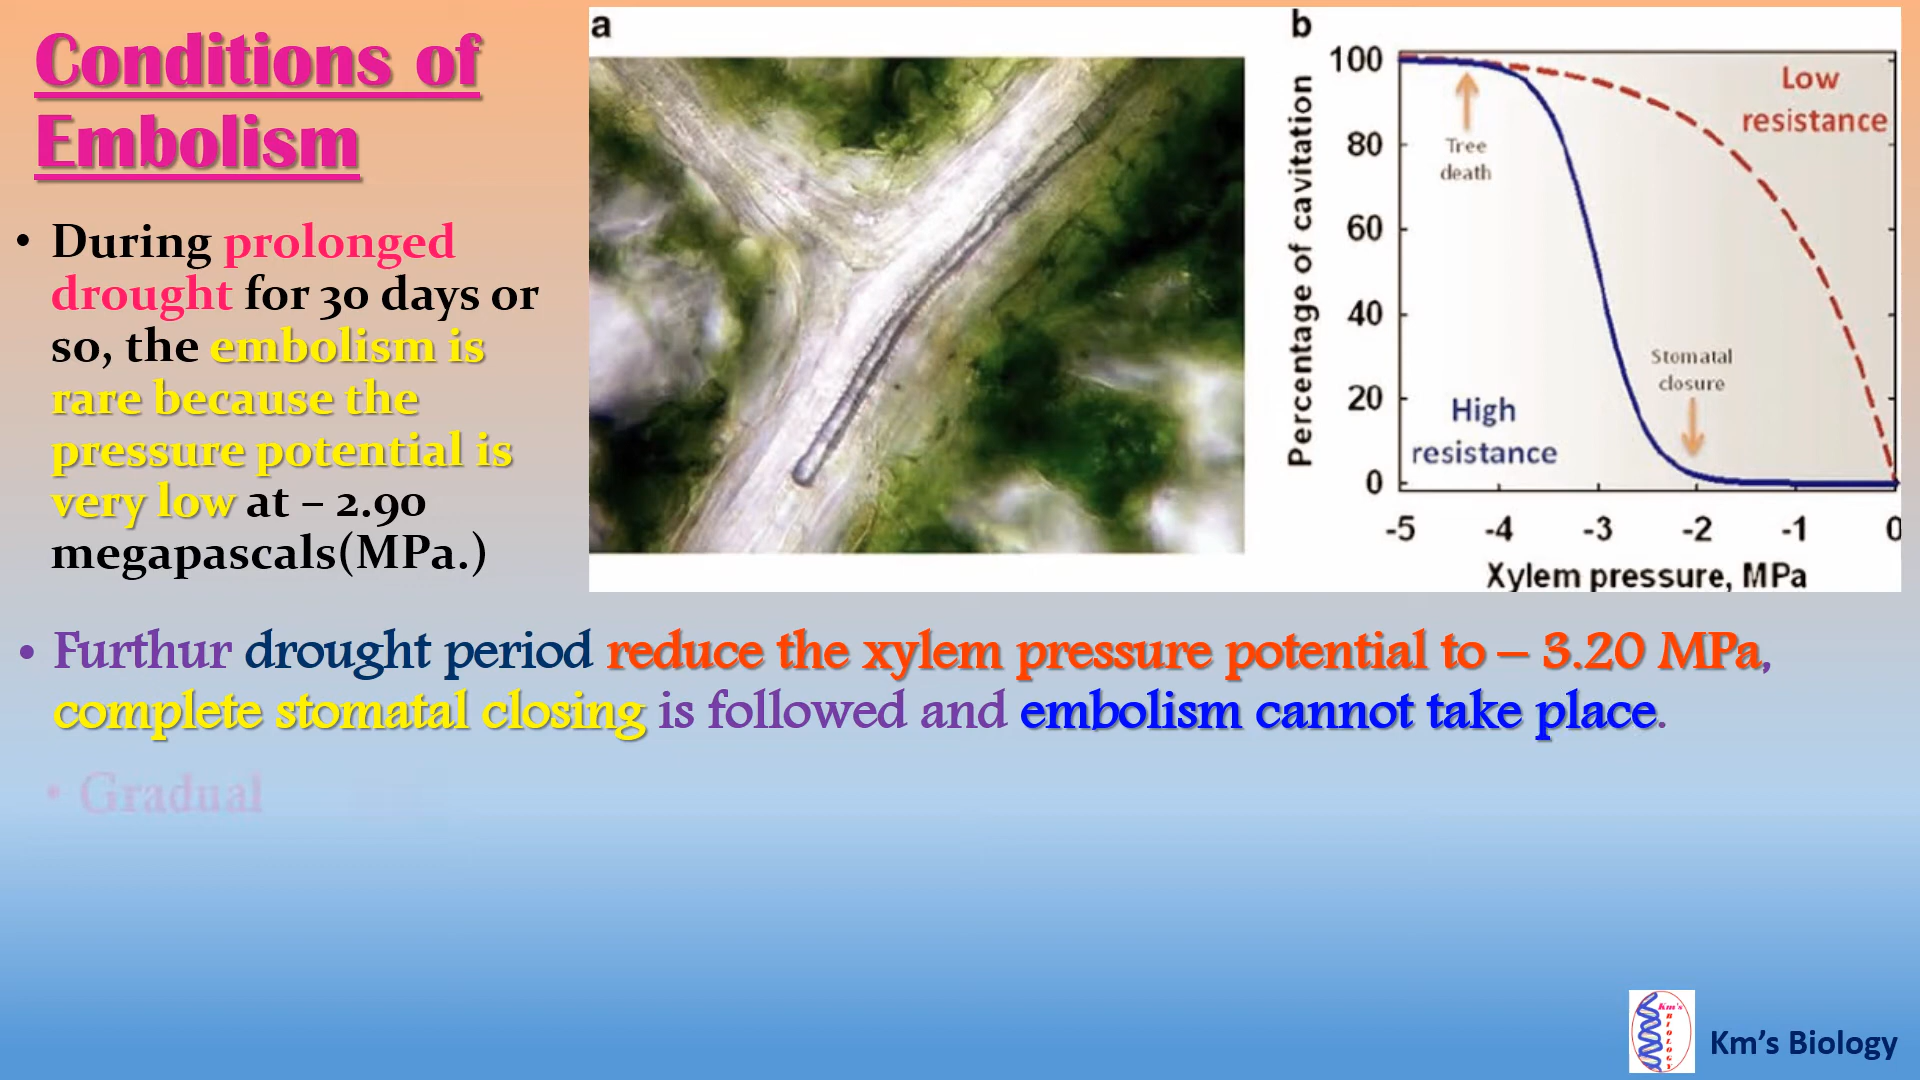 Conditions of
Embolism
• During prolonged
drought for 30 days or
so, the embolism is
rare because the
pressure potential is
very low at – 2.90
megapascals(MPa.)
a
b
Percentage of cavitation
100
80
60
40
20
0
Low
resistance
Tree
death
Stomatal
closure
High
resistance
-5 -4 -3 -2 -1 0
Xylem pressure, MPa
• Furthur drought period reduce the xylem pressure potential to – 3.20 MPa,
complete stomatal closing is followed and embolism cannot take place.
• Gradual
Km's
BIOLOGY
Km's Biology